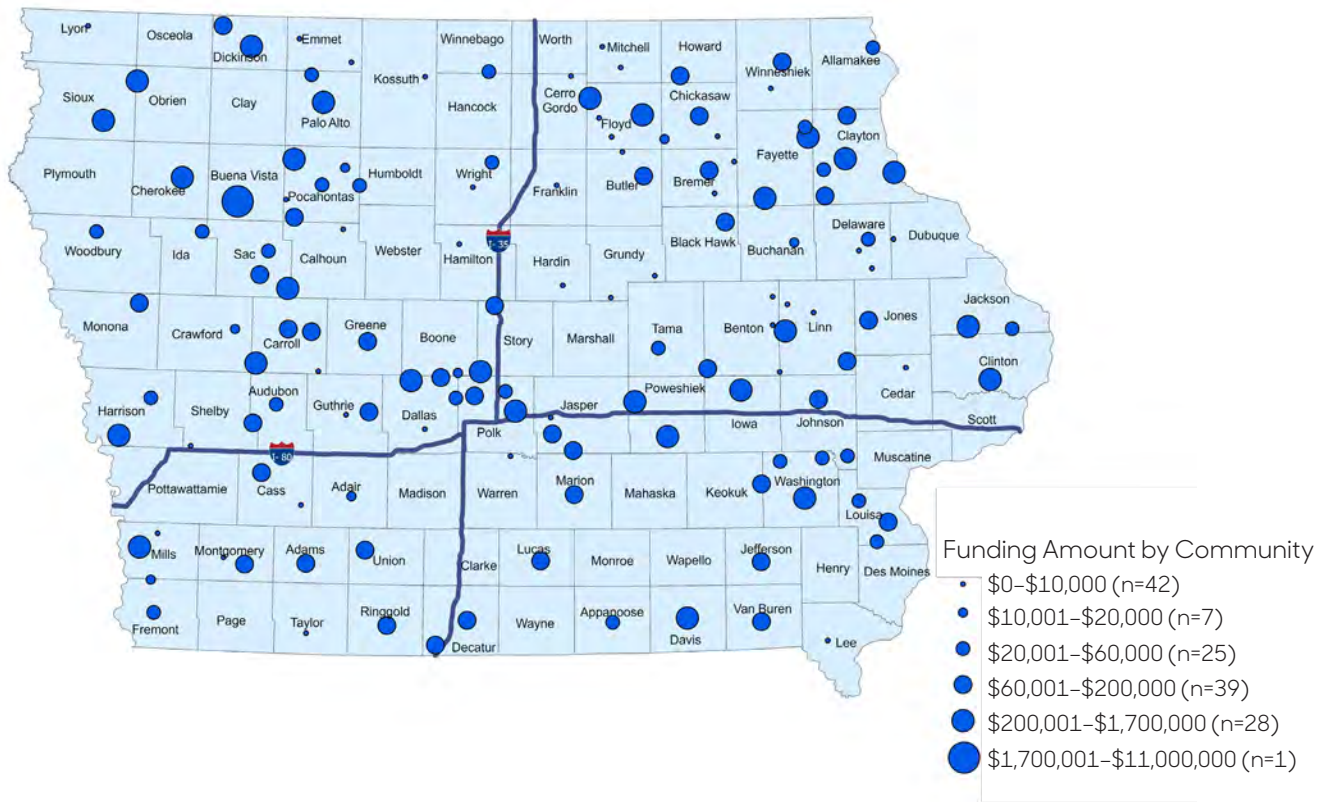 Lyon
Osceola
Dickinson
Emmet
Winnebago
Worth
Mitchell
Howard
Winneshiek
Allamakee
Sioux
Obrien
Clay
Palo Alto
Kossuth
Hancock
Cerro
Gordo
Floyd
Chickasaw
Fayette
Clayton
Plymouth
Cherokee
Buena Vista
Pocahontas
Humboldt
Wright
Franklin
Butler
Bremer
Woodbury
Ida
Sac
Calhoun
Webster
Hamilton
I-35
Hardin
Grundy
Black Hawk
Buchanan
Delaware
Dubuque
Monona
Crawford
Carroll
Greene
Boone
Story
Marshall
Tama
Benton
Linn
Jones
Jackson
Clinton
Harrison
Shelby
Audubon
Guthrie
Dallas
Polk
Jasper
Poweshiek
Iowa
Johnson
Cedar
Scott
Pottawattamie
I-80
Cass
Adair
Madison
Warren
Marion
Mahaska
Keokuk
Washington
Muscatine
Louisa
Mills
Montgomery
Adams
Union
Clarke
Lucas
Monroe
Wapello
Jefferson
Henry
Des Moines
Fremont
Page
Taylor
Ringgold
Decatur
Wayne
Appanoose
Davis
Van Buren
Lee
Funding Amount by Community
$0–$10,000 (n=42)
$10,001–$20,000 (n=7)
$20,001–$60,000 (n=25)
$60,001–$200,000 (n=39)
$200,001–$1,700,000 (n=28)
$1,700,001–$11,000,000 (n=1)